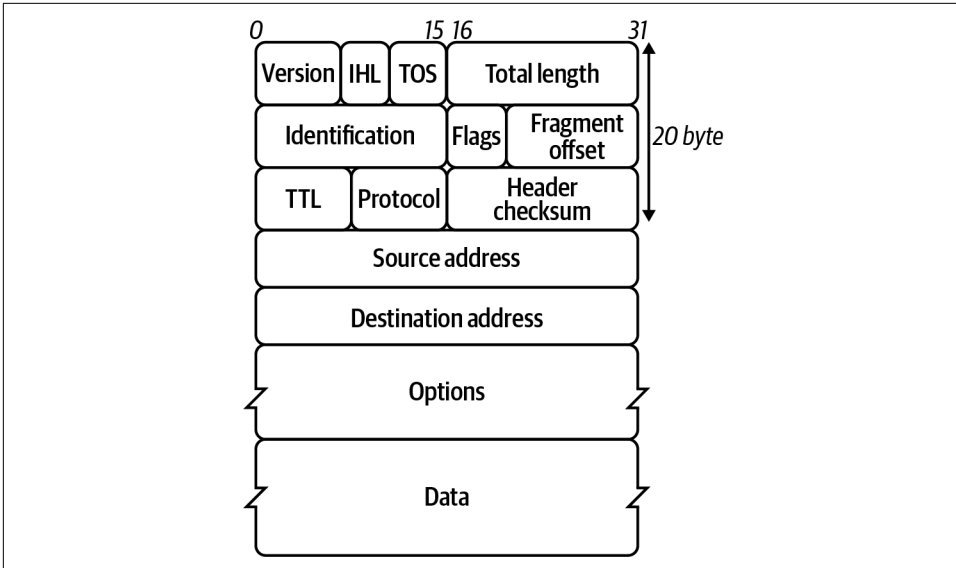 0 15 16 31
Version IHL TOS Total length
Identification Flags Fragment
offset
20 byte
TTL Protocol Header
checksum
Source address
Destination address
Options
Data